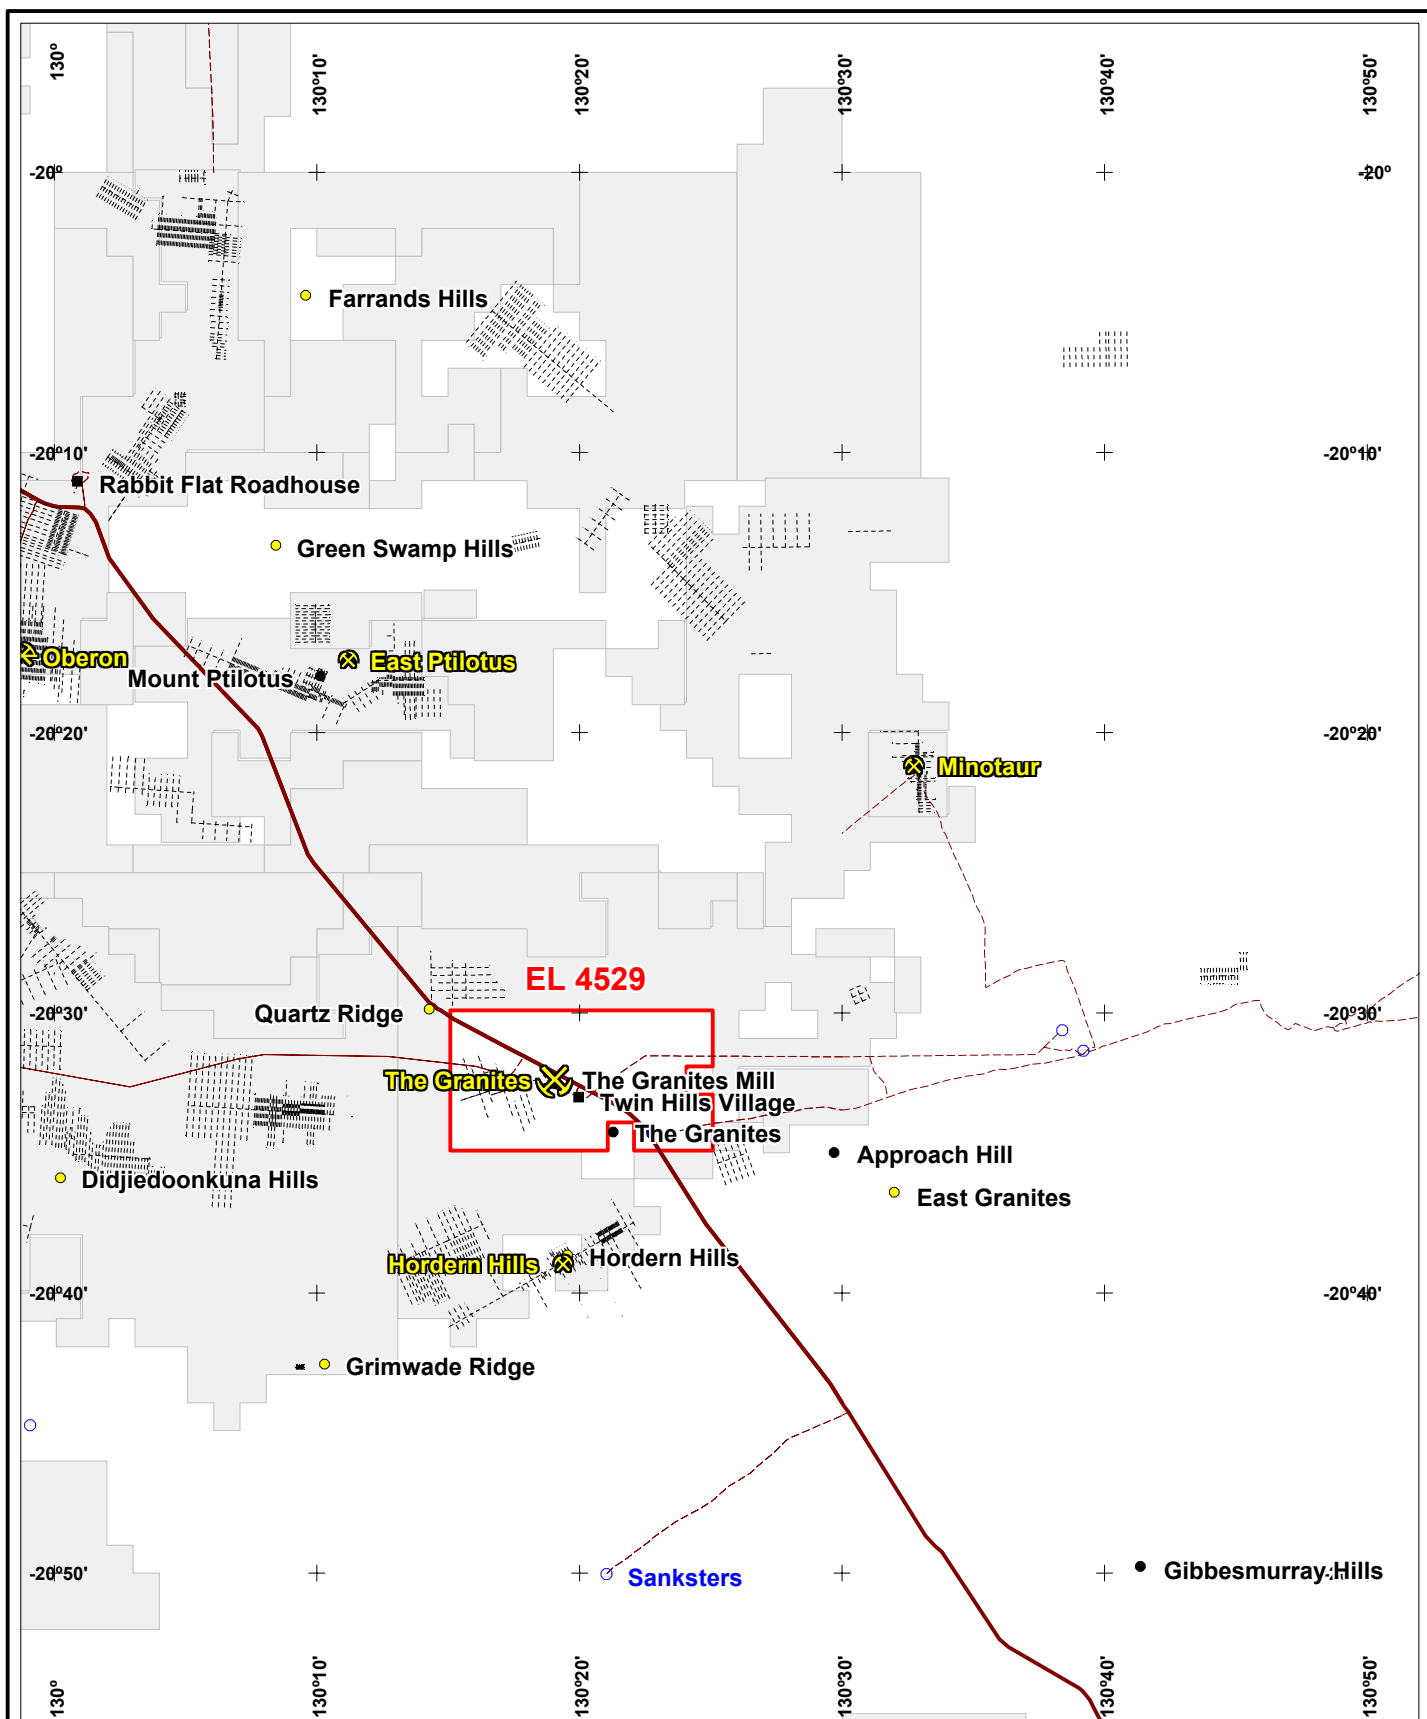 130°
130°10'
130°20'
130°30'
130°40'
130°50'
-20°
-20°
Farrands Hills
-20°10'
-20°10'
Rabbit Flat Roadhouse
Green Swamp Hills
Oberon
East Ptilotus
Mount Ptilotus
-20°20'
-20°20'
Minotaur
EL 4529
Quartz Ridge
-20°30'
-20°30'
The Granites
The Granites Mill
Twin Hills Village
The Granites
Approach Hill
Didjiedoonkuna Hills
East Granites
Hordern Hills
Hordern Hills
-20°40'
-20°40'
Grimwade Ridge
-20°50'
Sanksters
Gibbesmurray Hills
130°
130°10'
130°20'
130°30'
130°40'
130°50'